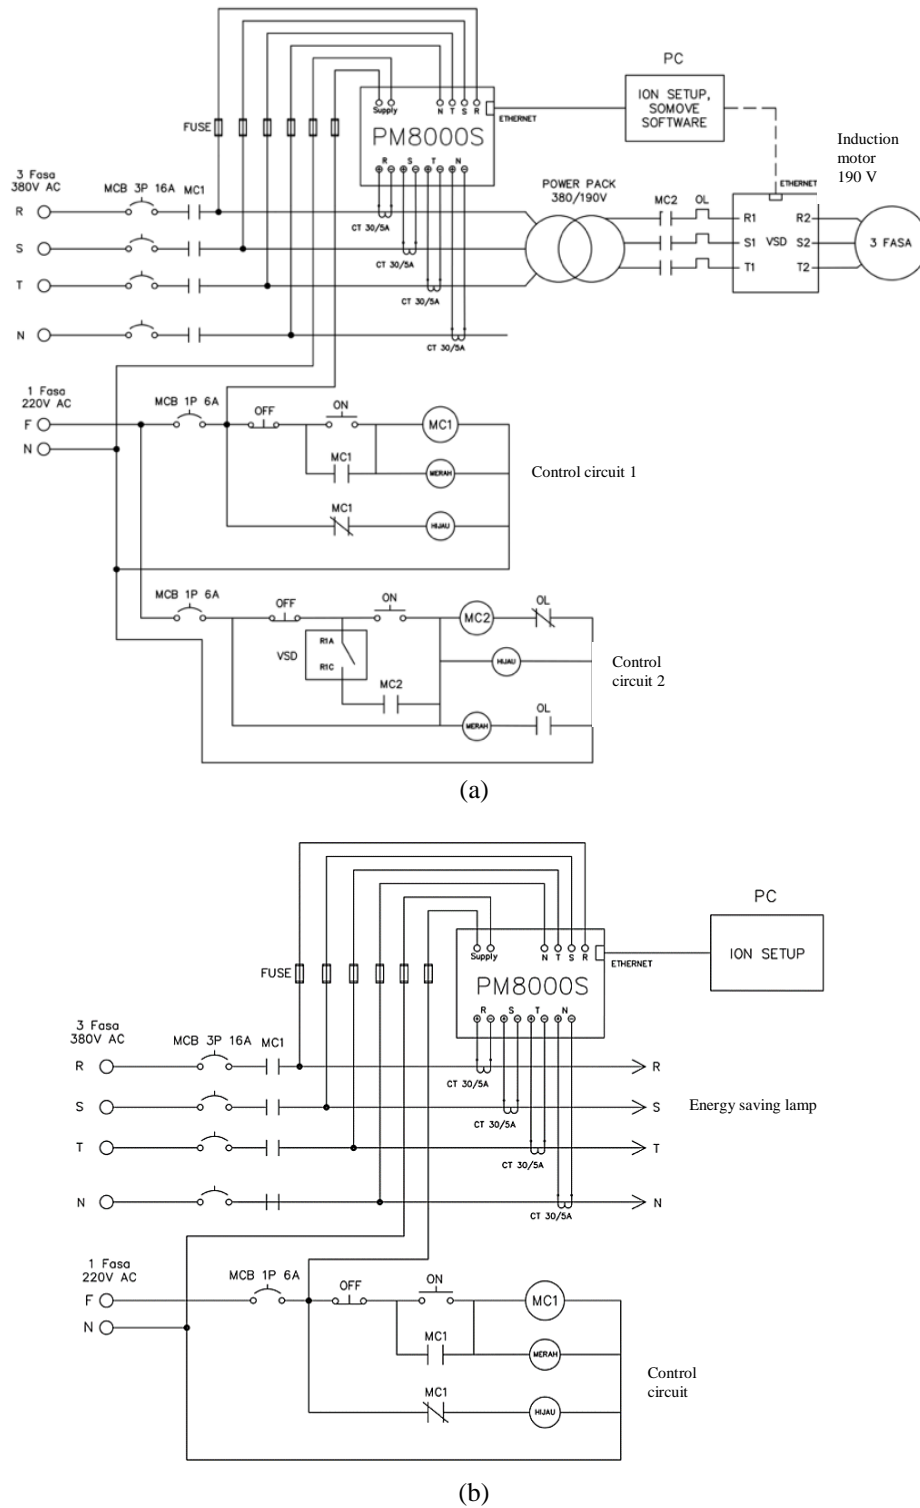 PC
Supply
N T S R
ETHERNET
ION SETUP,
SOMOVE
SOFTWARE
FUSE
PM8000S
R S T N
Induction
motor
190 V
3 Fasa
380V AC
MCB 3P 16A
MC1
POWER PACK
380/190V
MC2
OL
ETHERNET
R
CT 30/5A
R1
R2
S
CT 30/5A
S1
VSD
S2
3 FASA
T
CT 30/5A
T1
T2
N
CT 30/5A
1 Fasa
220V AC
MCB 1P 6A
OFF
ON
F
MC1
N
MC1
MERAH
Control circuit 1
MC1
HIJAU
MCB 1P 6A
OFF
ON
OL
MC2
VSD
R1A
R1C
HIJAU
Control
circuit 2
MC2
MERAH
OL
(a)
PC
Supply
N T S R
ETHERNET
ION SETUP
FUSE
PM8000S
R S T N
3 Fasa
380V AC
MCB 3P 16A
MC1
R
R
CT 30/5A
S
S
Energy saving lamp
CT 30/5A
T
T
CT 30/5A
N
N
CT 30/5A
1 Fasa
220V AC
MCB 1P 6A
OFF
ON
F
MC1
N
MC1
MERAH
Control
circuit
MC1
HIJAU
(b)